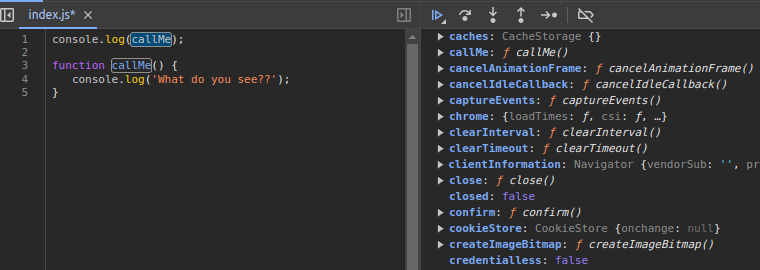 index.js* ×
1 console.log(callMe);
2
3 function callMe() {
4 console.log('What do you see??');
5 }
caches: CacheStorage {}
callMe: ƒ callMe()
cancelAnimationFrame: ƒ cancelAnimationFrame()
cancelIdleCallback: ƒ cancelIdleCallback()
captureEvents: ƒ captureEvents()
chrome: {loadTimes: ƒ, csi: ƒ, …}
clearInterval: ƒ clearInterval()
clearTimeout: ƒ clearTimeout()
clientInformation: Navigator {vendorSub: '', pr
close: ƒ close()
closed: false
confirm: ƒ confirm()
cookieStore: CookieStore {onchange: null}
createImageBitmap: ƒ createImageBitmap()
credentialless: false